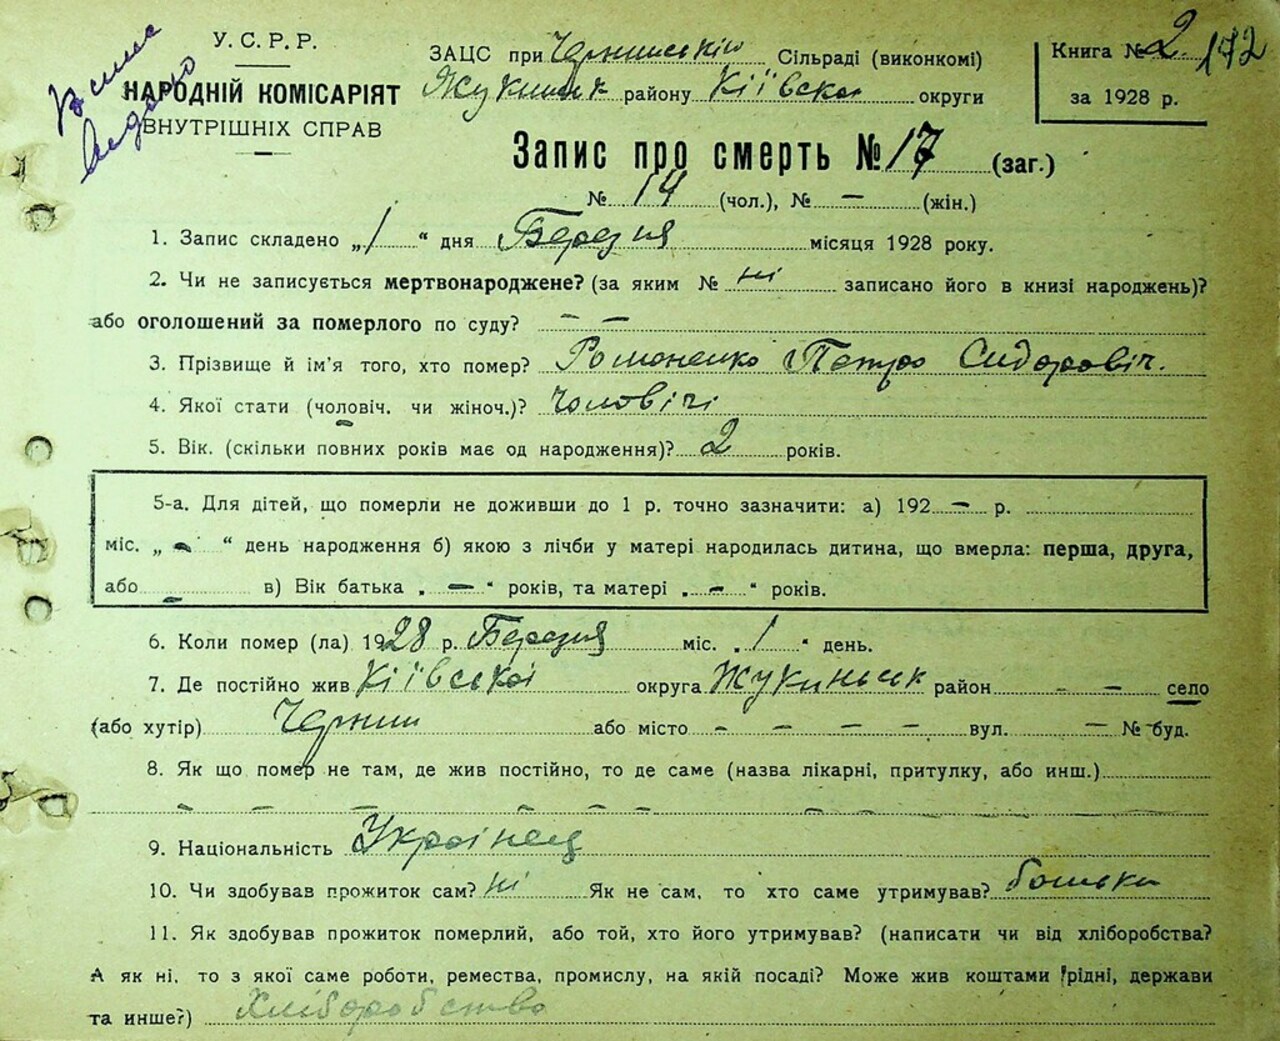 У.С.Р.Р.
НАРОДНІЙ КОМІСАРІЯТ
ВНУТРІШНІХ СПРАВ
ЗАЦС при Сільраді (виконкомі)
Жукинськ району Кіївської округи
Книга № 2. 172
за 1928 р.
Запис про смерть № 17 (заг.)
№ 14 (чол.), № — (жін.)
1. Запис складено „ 1 “ дня Березня місяця 1928 року.
2. Чи не записується мертвонароджене? (за яким № ні записано його в книзі народжень)?
або оголошений за померлого по суду? — —
3. Прізвище й ім'я того, хто помер? Романенко Петро Сидоровіч.
4. Якої стати (чоловіч. чи жіноч.)? Чоловічі
5. Вік. (скільки повних років має од народження)? 2 років.
5-а. Для дітей, що померли не доживши до 1 р. точно зазначити: а) 192 — р.
міс. „ — “ день народження б) якою з лічби у матері народилась дитина, що вмерла: перша, друга,
або — в) Вік батька „ — “ років, та матері „ — “ років.
6. Коли помер (ла) 1928 р. Березня міс. „ 1 “ день.
7. Де постійно жив Кіївської округа Жукиньськ район — — село
(або хутір) Чернин або місто — — — — вул. — № — буд.
8. Як що помер не там, де жив постійно, то де саме (назва лікарні, притулку, або инш.)
— — — — — — — —
9. Національність Українец
10. Чи здобував прожиток сам? ні Як не сам, то хто саме утримував? батьки
11. Як здобував прожиток померлий, або той, хто його утримував? (написати чи від хліборобства?
А як ні, то з якої саме роботи, ремества, промислу, на якій посаді? Може жив коштами рідні, держави
та инше?) Хліборобство